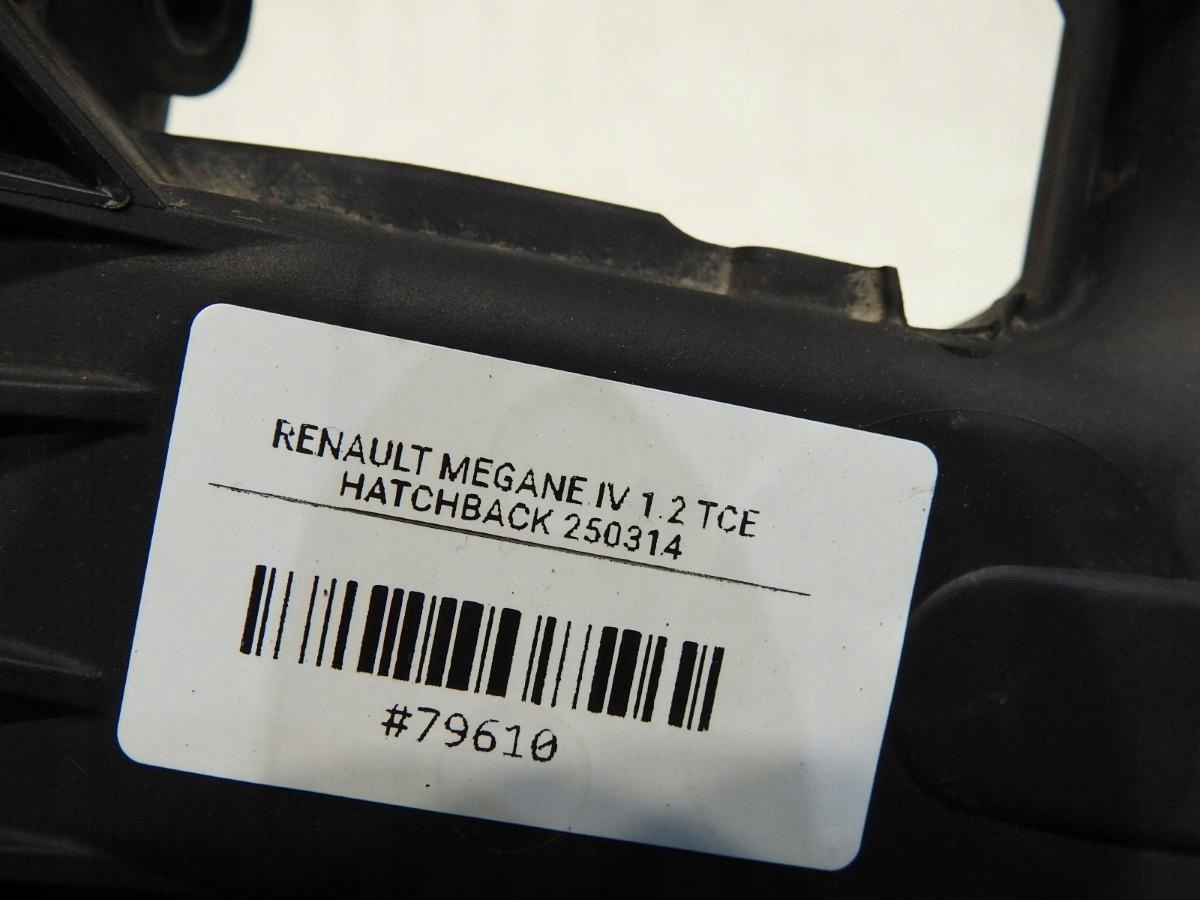 RENAULT MEGANE IV 1.2 TCE
HATCHBACK 250314
#79610